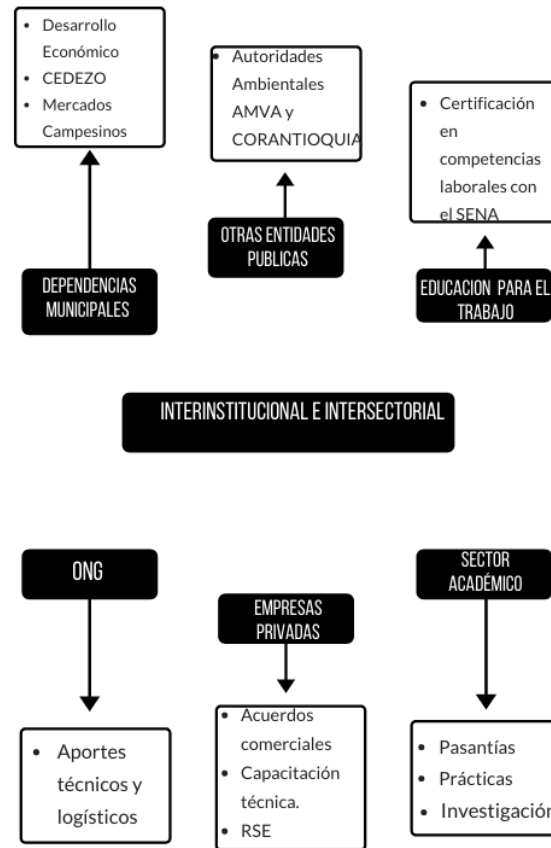 • Desarrollo
Económico
• CEDEZO
• Mercados
Campesinos
• Autoridades
Ambientales
AMVA y
CORANTIOQUIA
• Certificación
en
competencias
laborales con
el SENA
DEPENDENCIAS
MUNICIPALES
OTRAS ENTIDADES
PUBLICAS
EDUCACION PARA EL
TRABAJO
INTERINSTITUCIONAL E INTERSECTORIAL
ONG
EMPRESAS
PRIVADAS
SECTOR
ACADÉMICO
• Aportes
técnicos y
logísticos
• Acuerdos
comerciales
• Capacitación
técnica.
• RSE
• Pasantías
• Prácticas
• Investigación